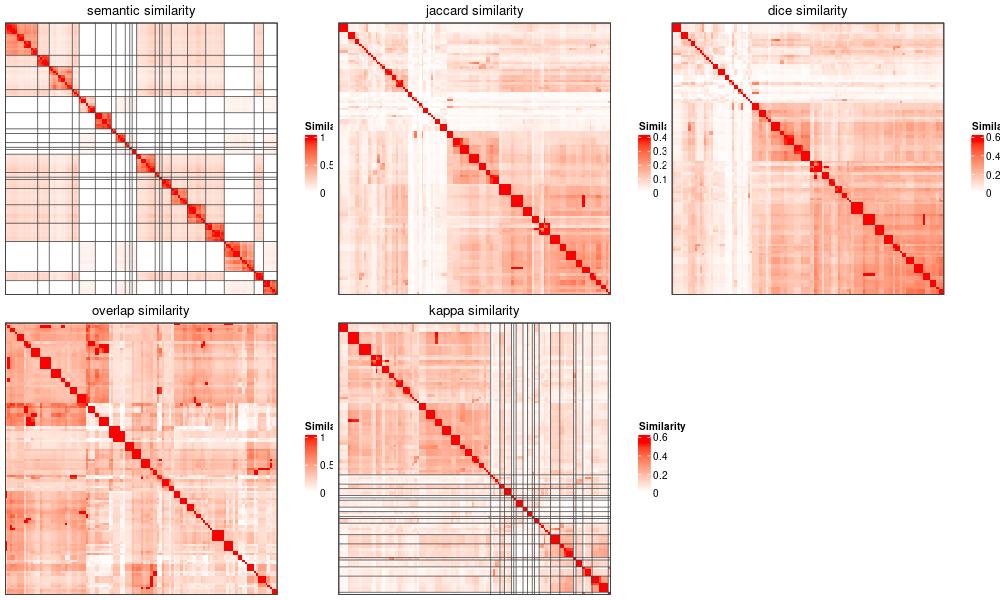 semantic similarity
jaccard similarity
dice similarity
Simila
1
0.5
0
Simila
0.4
0.3
0.2
0.1
0
Simila
0.6
0.4
0.2
0
overlap similarity
kappa similarity
Simila
1
0.5
0
Similarity
0.6
0.4
0.2
0